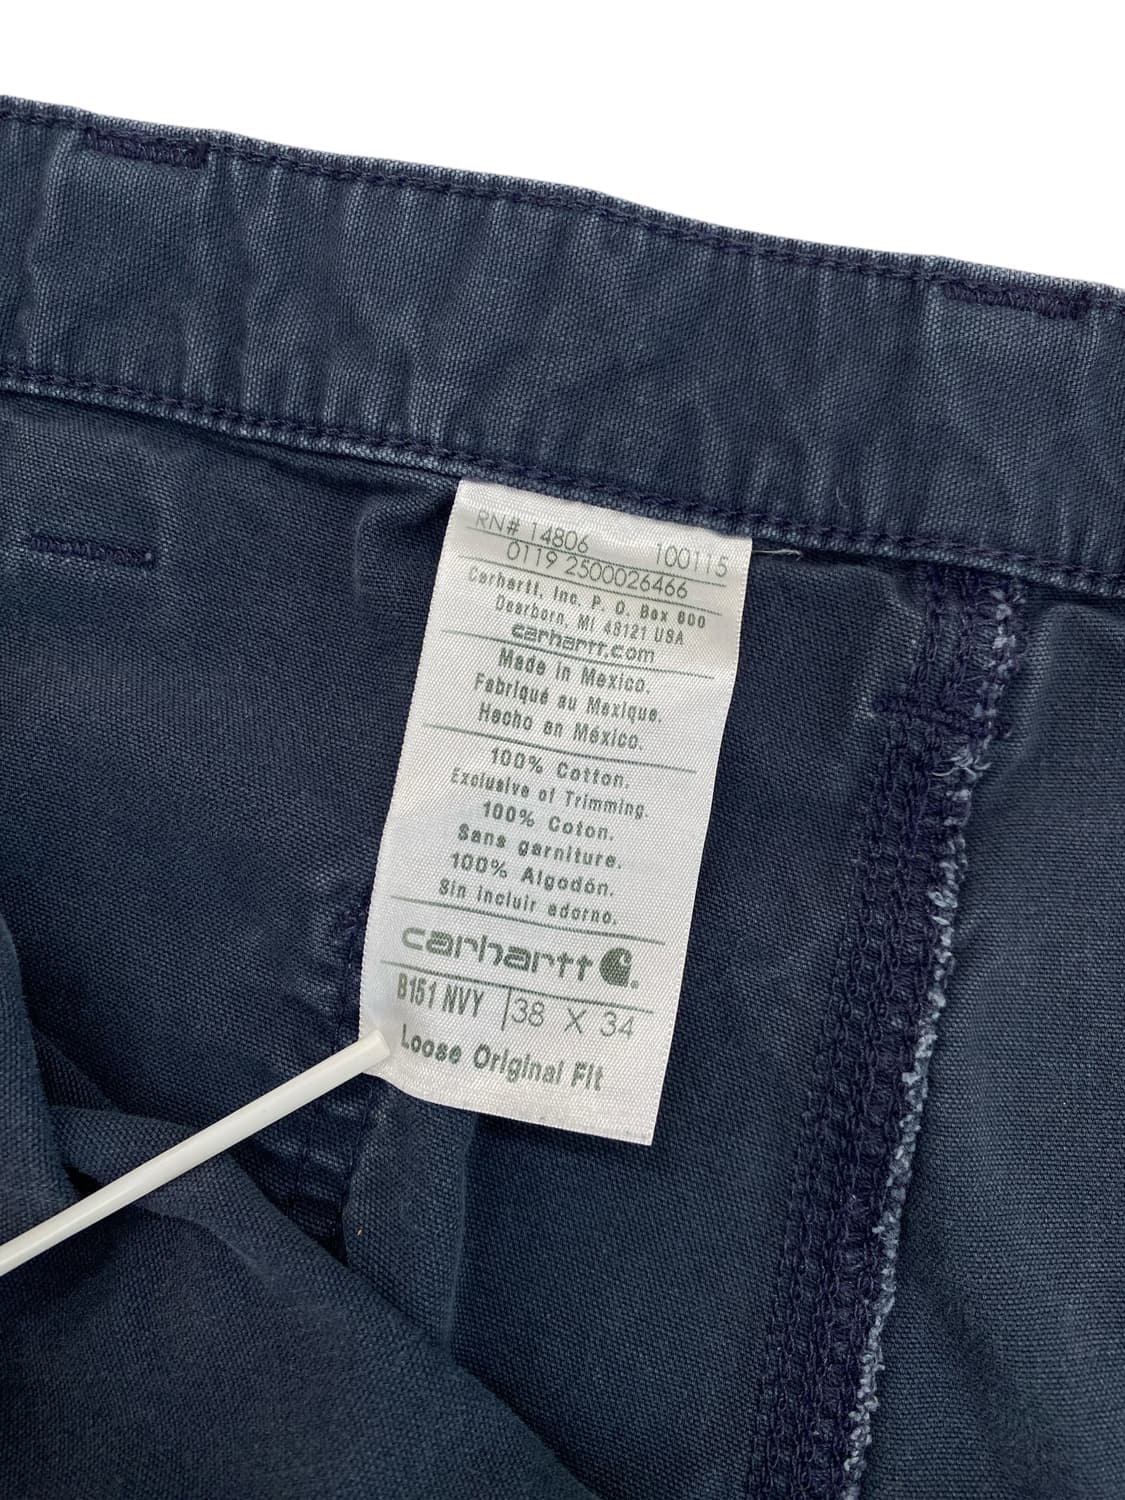 RN# 14806 100115
0119 2500026466
Carhartt, Inc. P. O. Box 600
Dearborn, MI 48121 USA
carhartt.com
Made in Mexico.
Fabriqué au Mexique.
Hecho en México.
100% Cotton.
Exclusive of Trimming.
100% Coton.
Sans garniture.
100% Algodón.
Sin incluir adorno.
carhartt
B151 NVY 38 X 34
Loose Original Fit